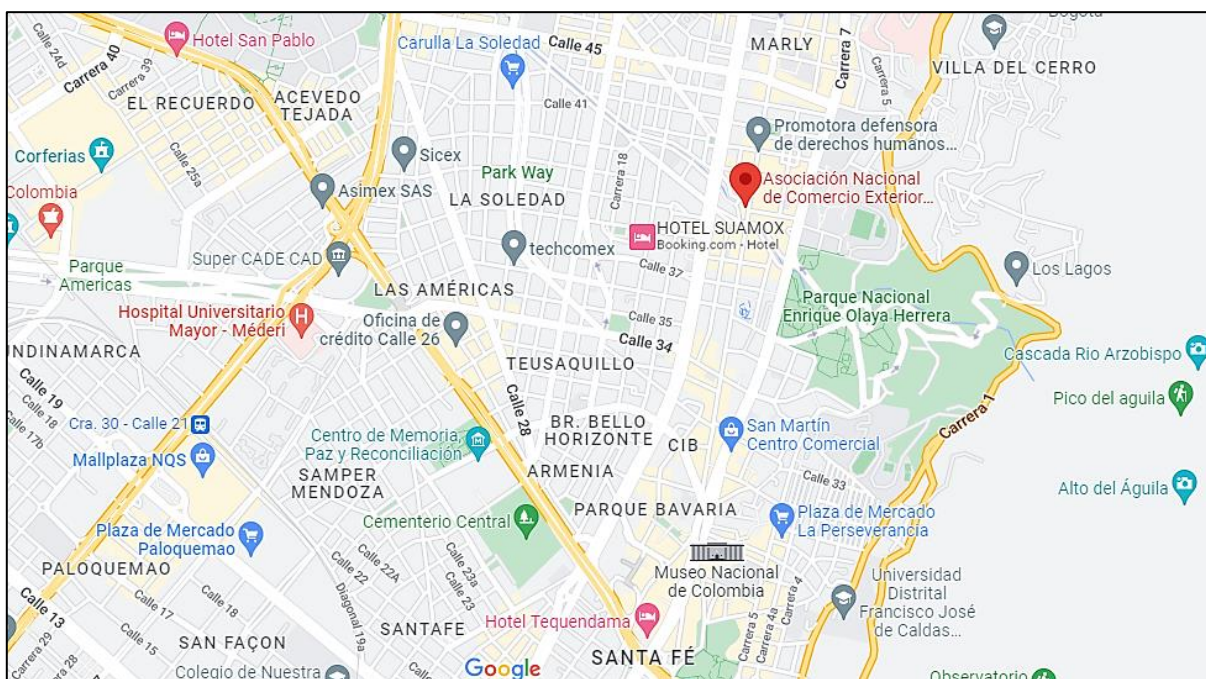 Calle 24d
Carrera 40
Carrera 39
Hotel San Pablo
Carulla La Soledad
Calle 45
MARLY
Carrera 7
Carrera 5
Bogotá
VILLA DEL CERRO
EL RECUERDO
ACEVEDO
TEJADA
Calle 41
Corferias
Calle 25a
Sicex
Park Way
Carrera 18
Promotora defensora
de derechos humanos...
Colombia
Asimex SAS
LA SOLEDAD
Asociación Nacional
de Comercio Exterior...
HOTEL SUAMOX
Booking.com - Hotel
techcomex
Super CADE CAD
Calle 37
Los Lagos
Parque
Americas
LAS AMÉRICAS
Parque Nacional
Enrique Olaya Herrera
Hospital Universitario
Mayor - Méderi
Oficina de
crédito Calle 26
Calle 35
Calle 34
UNDINAMARCA
TEUSAQUILLO
Cascada Rio Arzobispo
Calle 19
Calle 18
Calle 17b
Pico del aguila
Carrera 1
Cra. 30 - Calle 21
Calle 28
BR. BELLO
HORIZONTE
San Martín
Centro Comercial
CIB
Mallplaza NQS
Centro de Memoria,
Paz y Reconciliación
SAMPER
MENDOZA
ARMENIA
Calle 33
Alto del Águila
Cementerio Central
PARQUE BAVARIA
Plaza de Mercado
La Perseverancia
Plaza de Mercado
Paloquemao
PALOQUEMAO
Calle 22
Calle 22A
Calle 23a
Calle 23
Museo Nacional
de Colombia
Carrera 4
Universidad
Distrital
Francisco José
de Caldas...
Calle 13
Calle 17
Calle 18
Diagonal 19a
Hotel Tequendama
Carrera 5
Carrera 4a
Carrera 29
Carrera 28
Calle 15
SAN FAÇON
SANTAFE
SANTA FÉ
Colegio de Nuestra
Google
Observatorio